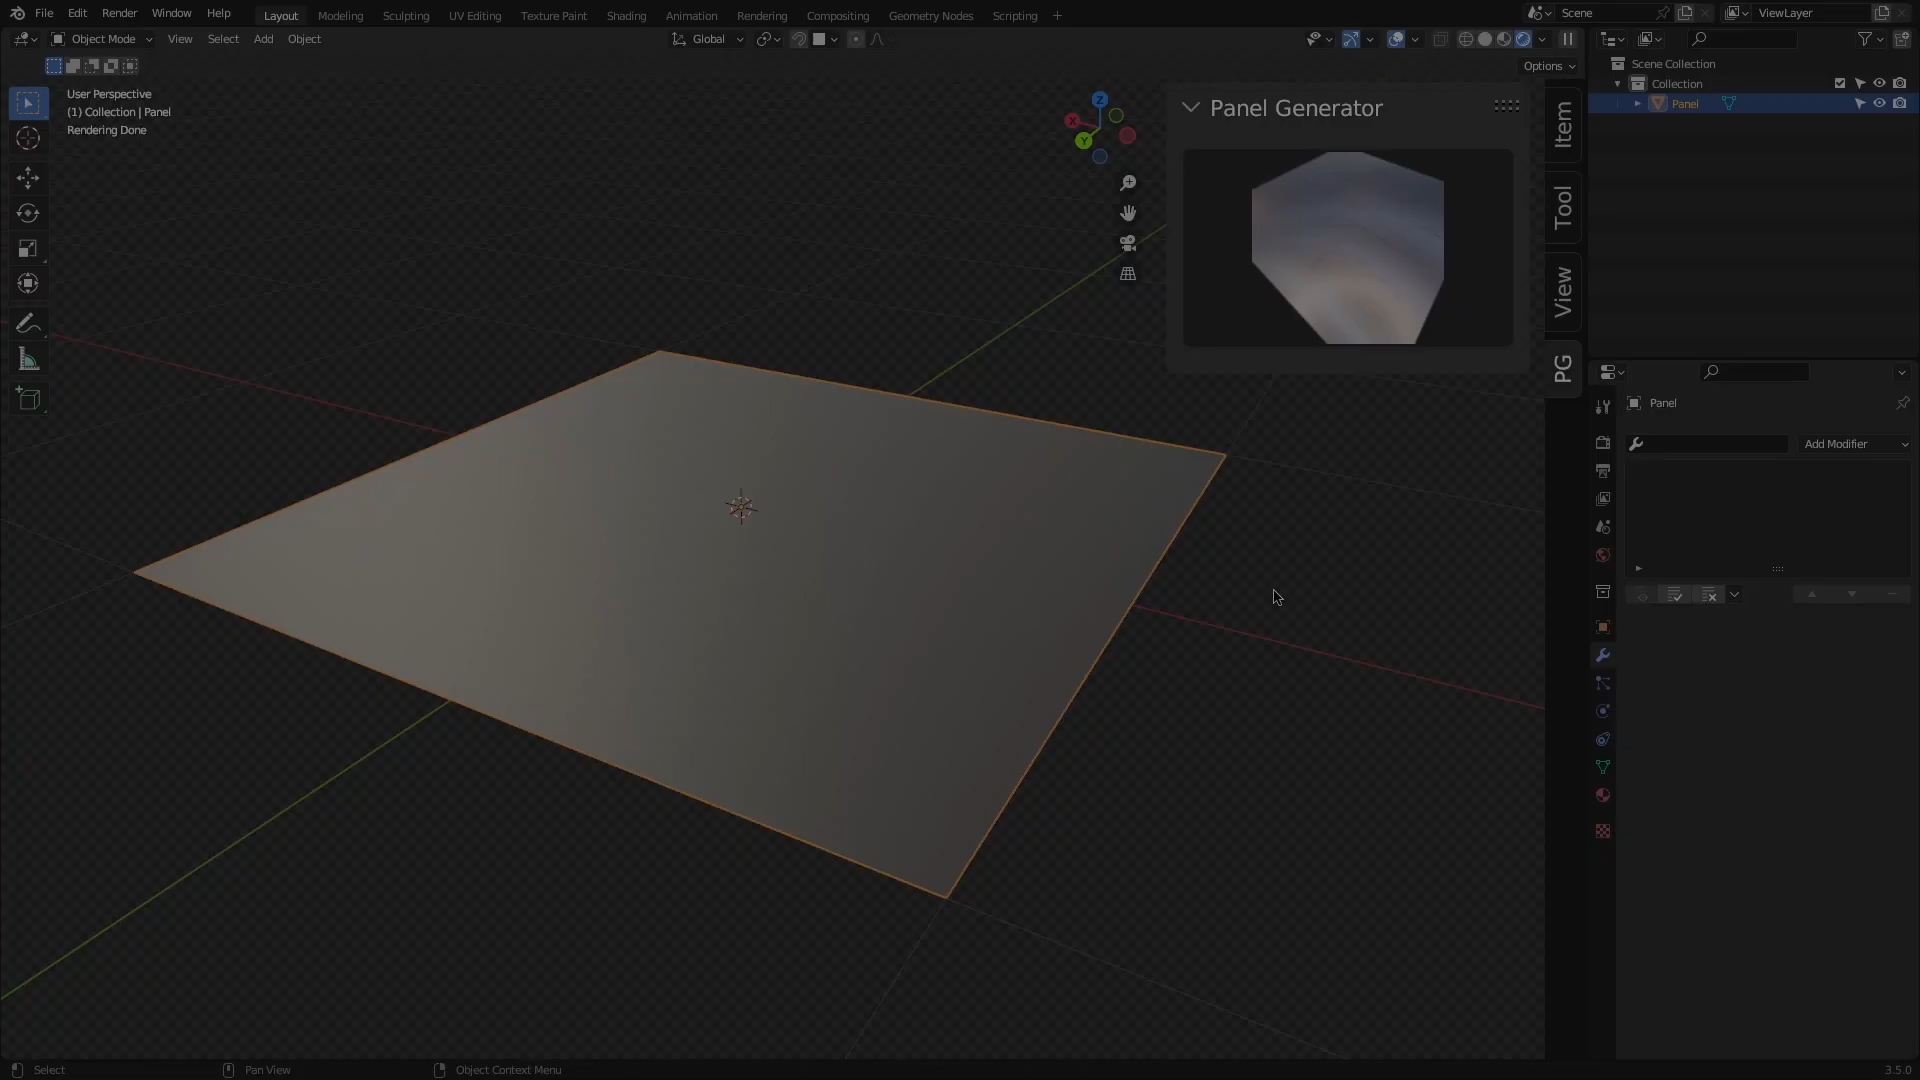 File Edit Render Window Help Layout Modeling Sculpting UV Editing Texture Paint Shading Animation Rendering Compositing Geometry Nodes Scripting + Scene ViewLayer
Object Mode View Select Add Object Global
Options
User Perspective
(1) Collection | Panel
Rendering Done
Z
X
Y
Panel Generator
Item
Tool
View
PG
Scene Collection
Collection
Panel
Panel
Add Modifier
Select Pan View Object Context Menu 3.5.0